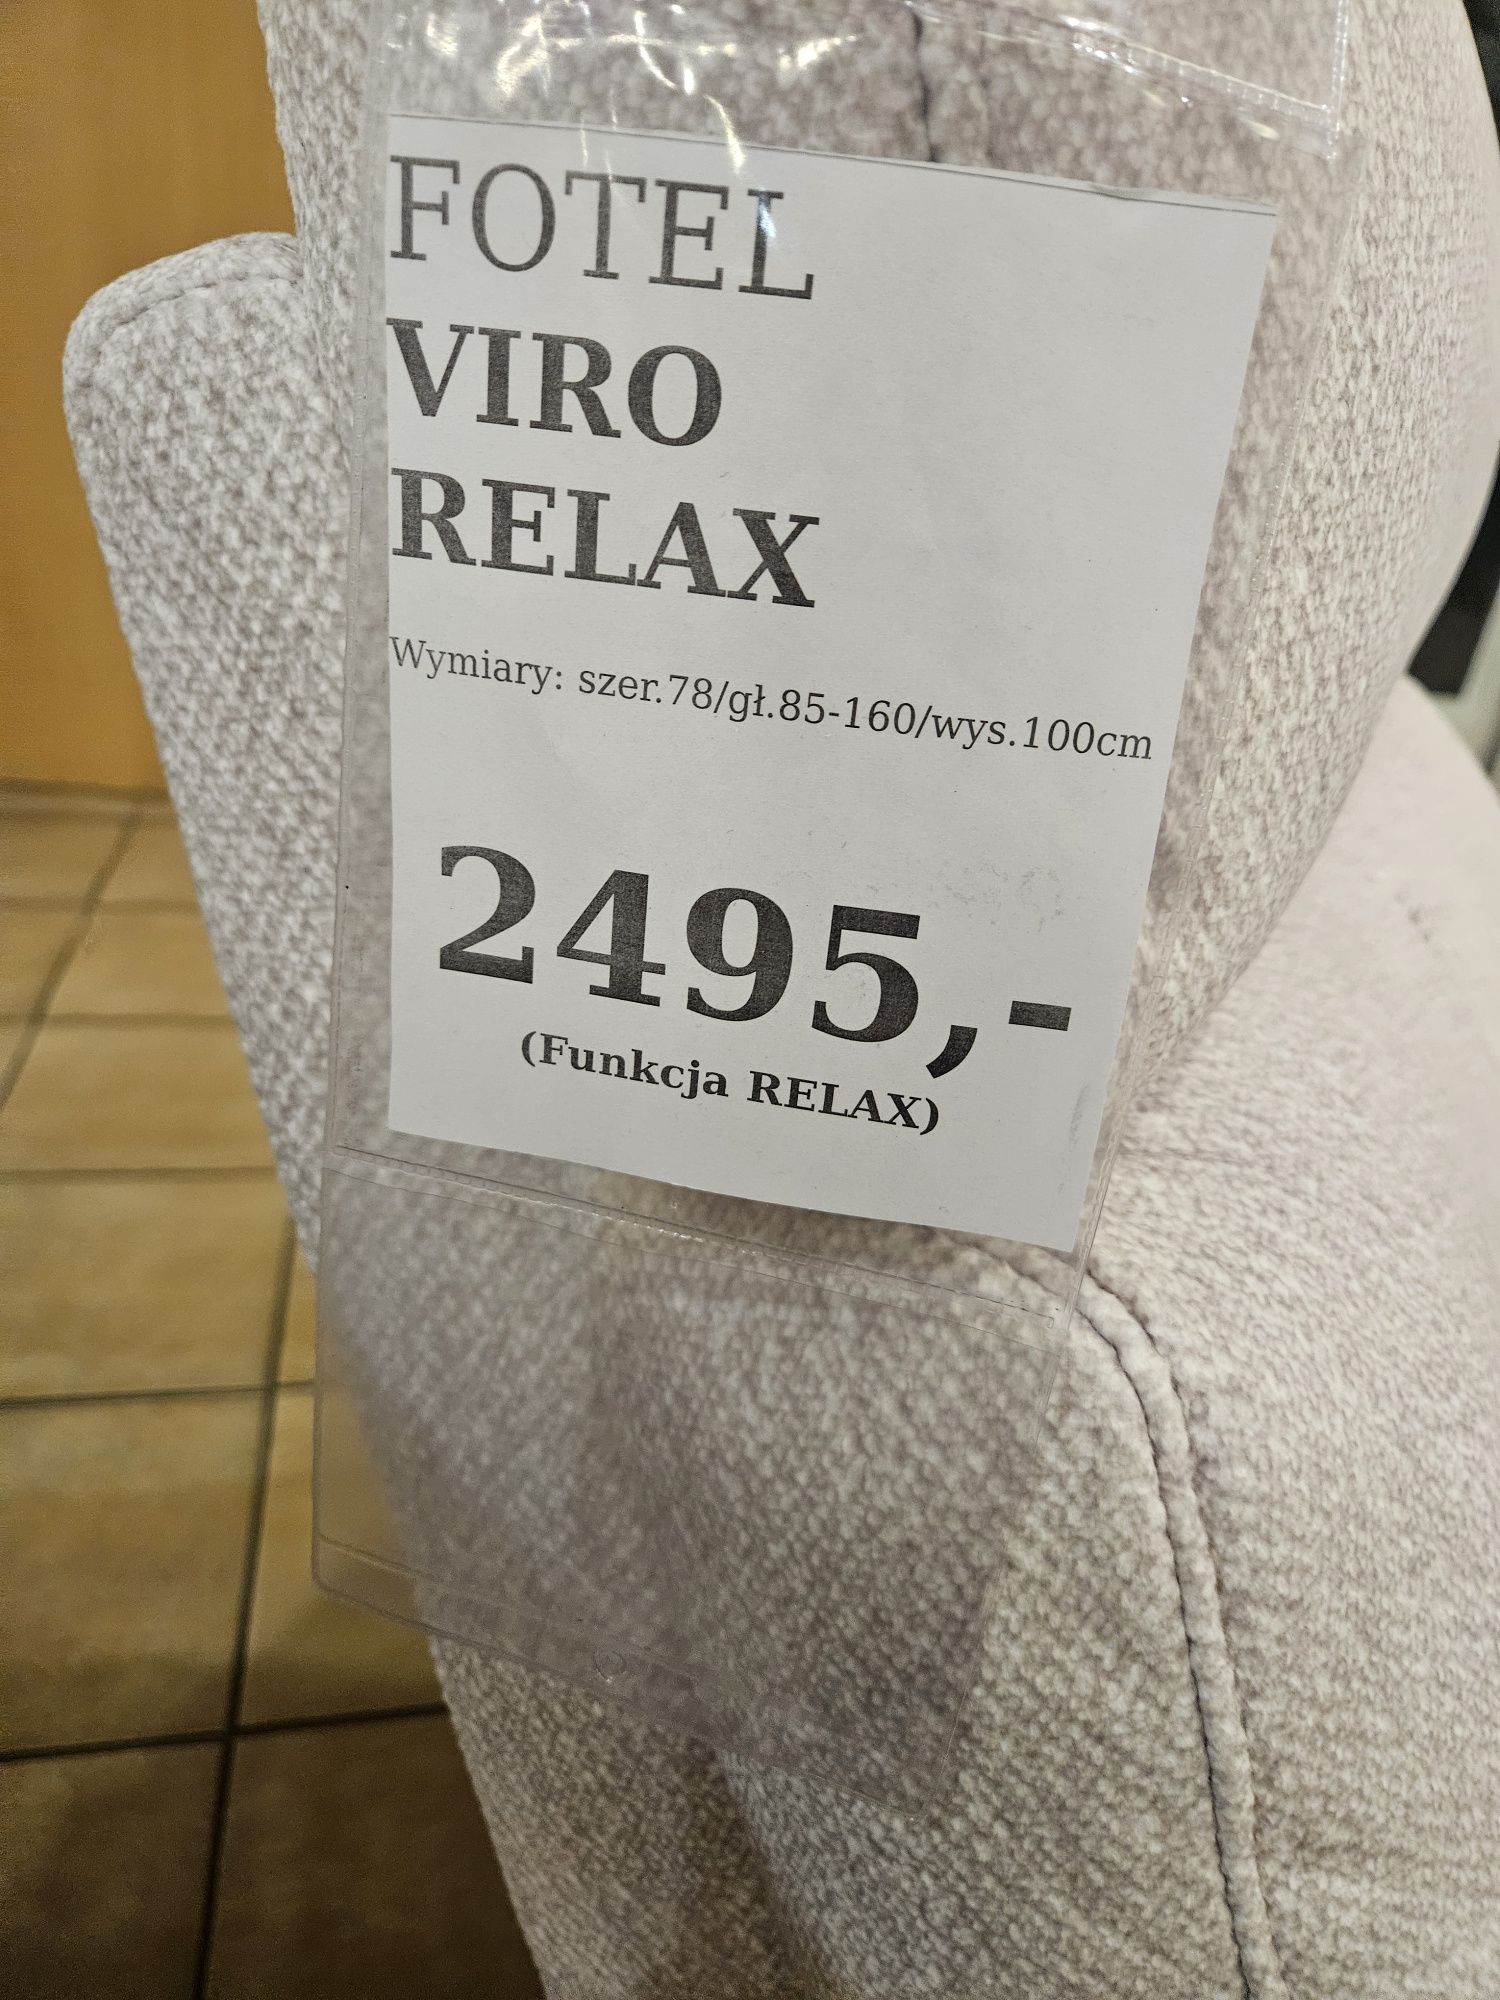 FOTEL
VIRO
RELAX
Wymiary: szer.78/gł.85-160/wys.100cm
2495,-
(Funkcja RELAX)